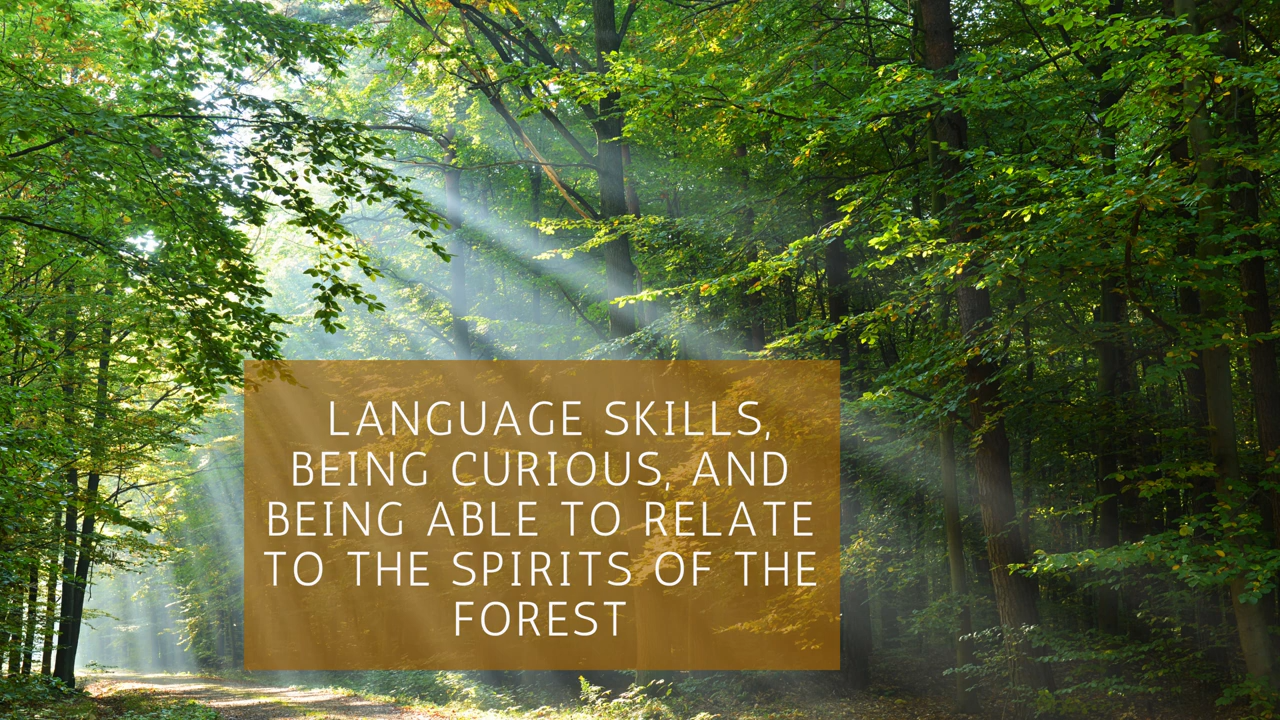 LANGUAGE SKILLS,
BEING CURIOUS, AND
BEING ABLE TO RELATE
TO THE SPIRITS OF THE
FOREST